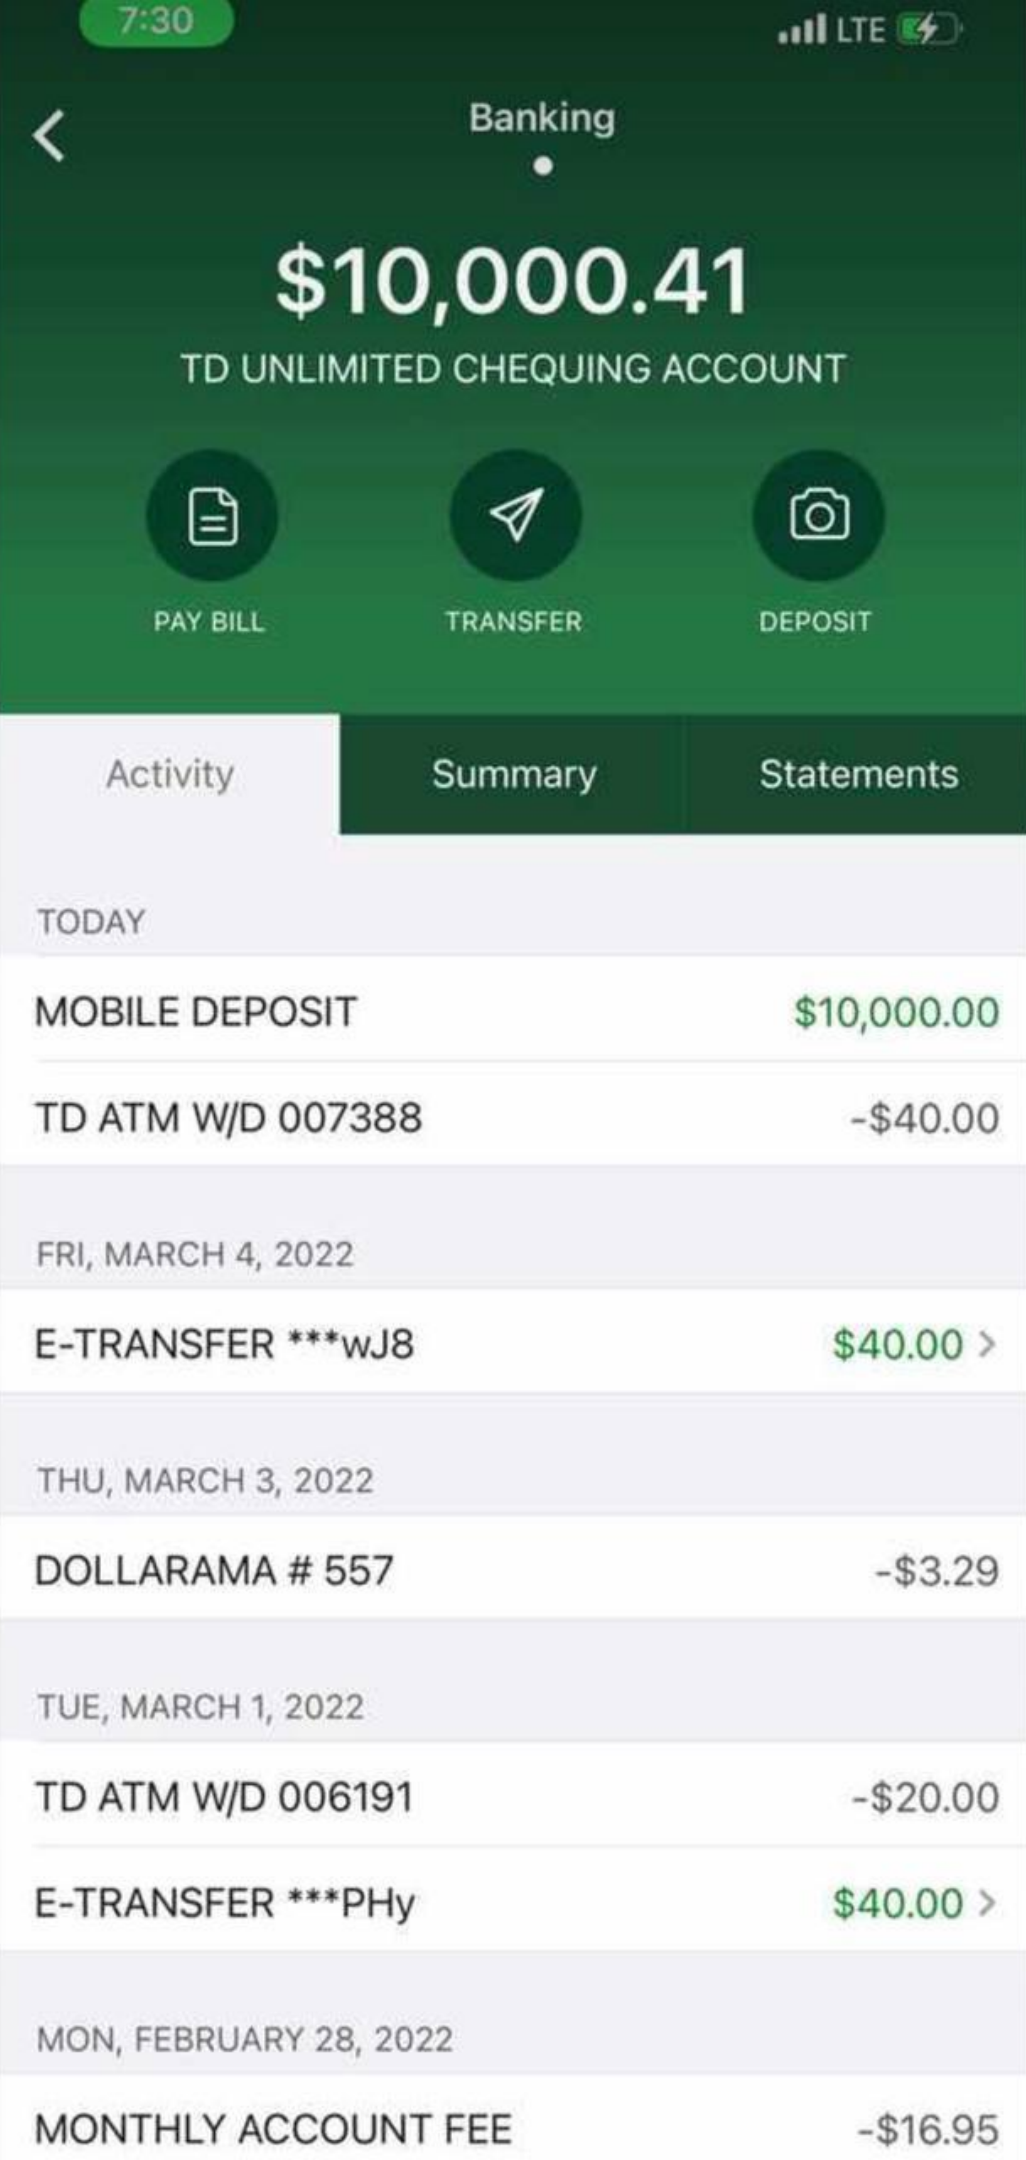 7:30
LTE
Banking
$10,000.41
TD UNLIMITED CHEQUING ACCOUNT
PAY BILL TRANSFER DEPOSIT
Activity Summary Statements
TODAY
MOBILE DEPOSIT $10,000.00
TD ATM W/D 007388 -$40.00
FRI, MARCH 4, 2022
E-TRANSFER ***wJ8 $40.00 >
THU, MARCH 3, 2022
DOLLARAMA # 557 -$3.29
TUE, MARCH 1, 2022
TD ATM W/D 006191 -$20.00
E-TRANSFER ***PHy $40.00 >
MON, FEBRUARY 28, 2022
MONTHLY ACCOUNT FEE -$16.95